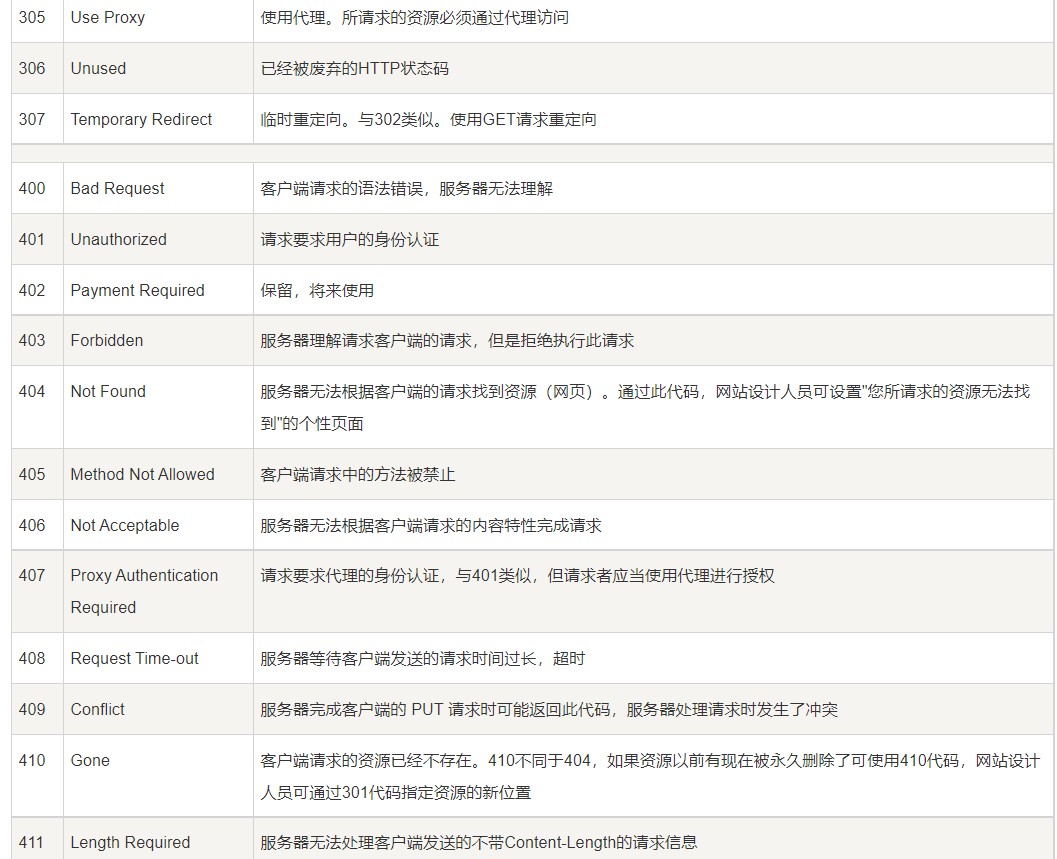 305 Use Proxy 使用代理。所请求的资源必须通过代理访问
306 Unused 已经被废弃的HTTP状态码
307 Temporary Redirect 临时重定向。与302类似。使用GET请求重定向
400 Bad Request 客户端请求的语法错误，服务器无法理解
401 Unauthorized 请求要求用户的身份认证
402 Payment Required 保留，将来使用
403 Forbidden 服务器理解请求客户端的请求，但是拒绝执行此请求
404 Not Found 服务器无法根据客户端的请求找到资源（网页）。通过此代码，网站设计人员可设置"您所请求的资源无法找
到"的个性页面
405 Method Not Allowed 客户端请求中的方法被禁止
406 Not Acceptable 服务器无法根据客户端请求的内容特性完成请求
407 Proxy Authentication 请求要求代理的身份认证，与401类似，但请求者应当使用代理进行授权
Required
408 Request Time-out 服务器等待客户端发送的请求时间过长，超时
409 Conflict 服务器完成客户端的 PUT 请求时可能返回此代码，服务器处理请求时发生了冲突
410 Gone 客户端请求的资源已经不存在。410不同于404，如果资源以前有现在被永久删除了可使用410代码，网站设计
人员可通过301代码指定资源的新位置
411 Length Required 服务器无法处理客户端发送的不带Content-Length的请求信息